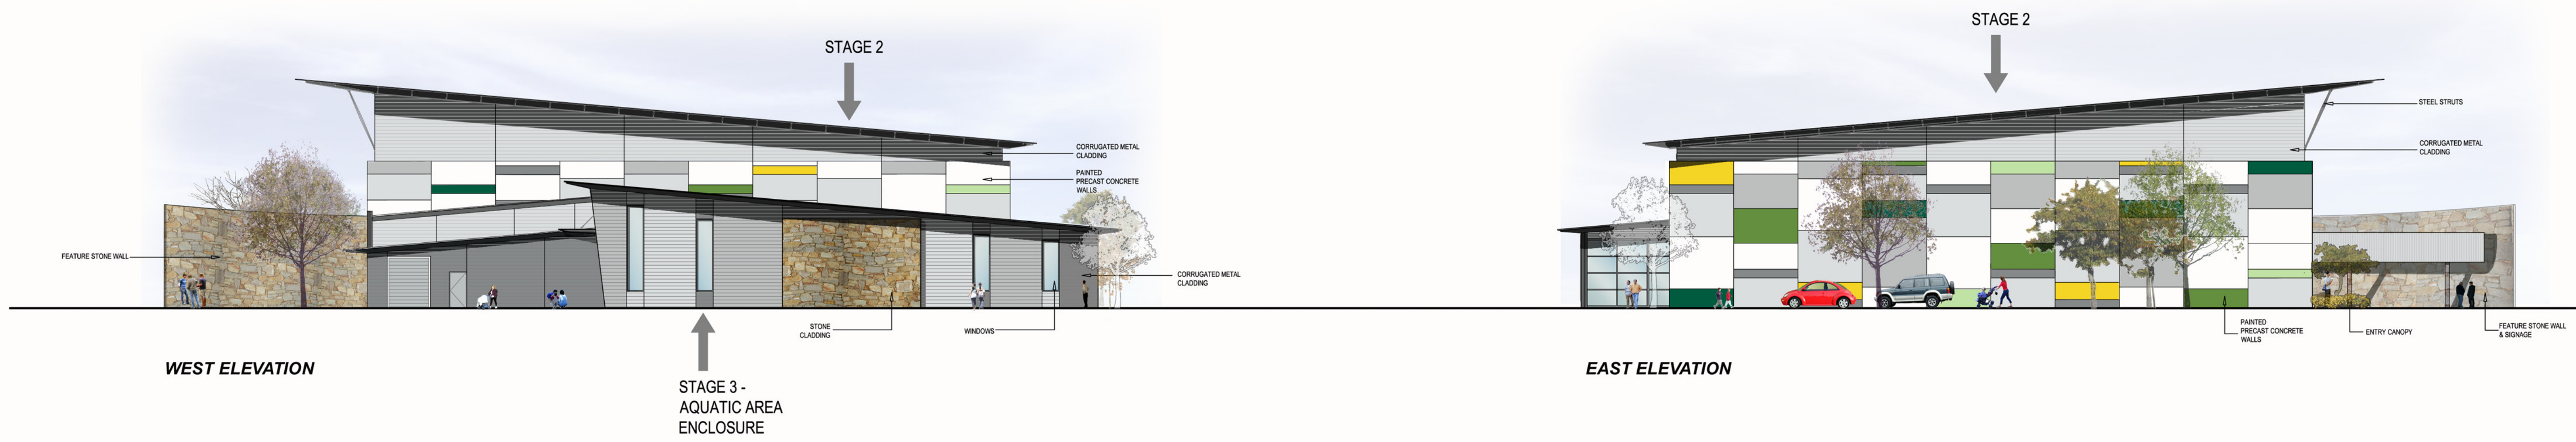 STAGE 2
CORRUGATED METAL
CLADDING
PAINTED
PRECAST CONCRETE
WALLS
FEATURE STONE WALL
CORRUGATED METAL
CLADDING
STONE
CLADDING
WINDOWS
WEST ELEVATION
STAGE 3 -
AQUATIC AREA
ENCLOSURE
STAGE 2
STEEL STRUTS
CORRUGATED METAL
CLADDING
PAINTED
PRECAST CONCRETE
WALLS
ENTRY CANOPY
FEATURE STONE WALL
& SIGNAGE
EAST ELEVATION